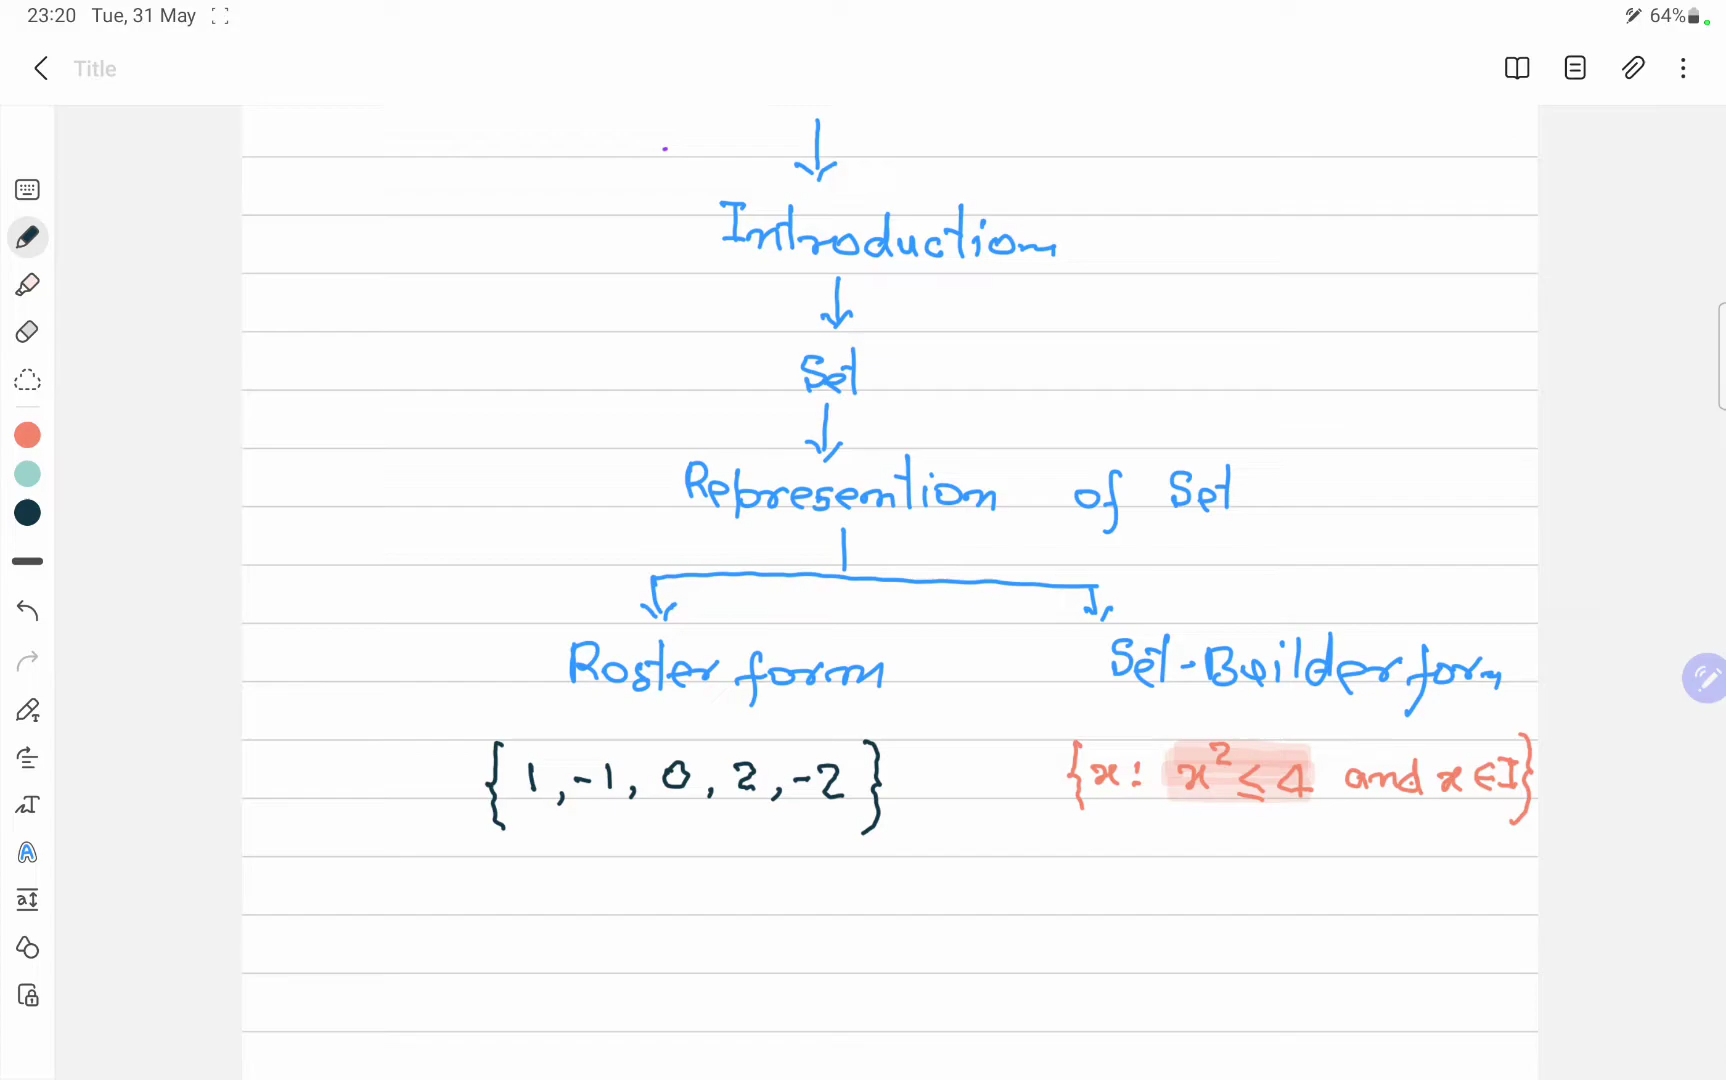 23:20 Tue, 31 May 64%
Title
Introduction
Set
Represention of Set
Roster form Set-Builder form
{1, -1, 0, 2, -2} {x: x² ≤ 4 and x∈I}